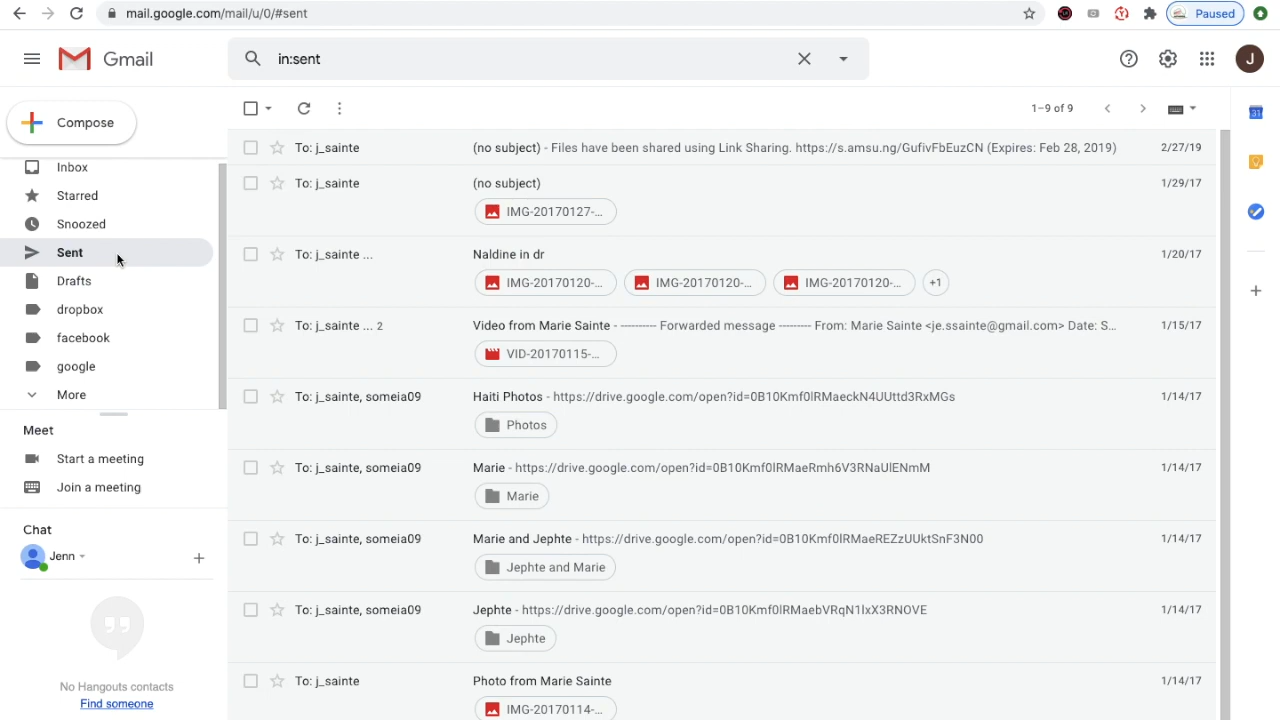 mail.google.com/mail/u/0/#sent
Paused
Gmail
in:sent
J
Compose
1–9 of 9
Inbox
Starred
Snoozed
Sent
Drafts
dropbox
facebook
google
More
Meet
Start a meeting
Join a meeting
Chat
Jenn
No Hangouts contacts
Find someone
To: j_sainte
(no subject) - Files have been shared using Link Sharing. https://s.amsu.ng/GufivFbEuzCN (Expires: Feb 28, 2019)
2/27/19
To: j_sainte
(no subject)
1/29/17
IMG-20170127-...
To: j_sainte ...
Naldine in dr
1/20/17
IMG-20170120-...
IMG-20170120-...
IMG-20170120-...
+1
To: j_sainte ... 2
Video from Marie Sainte - ---------- Forwarded message --------- From: Marie Sainte <je.ssainte@gmail.com> Date: S...
1/15/17
VID-20170115-...
To: j_sainte, someia09
Haiti Photos - https://drive.google.com/open?id=0B10Kmf0lRMaeckN4UUttd3RxMGs
1/14/17
Photos
To: j_sainte, someia09
Marie - https://drive.google.com/open?id=0B10Kmf0lRMaeRmh6V3RNaUlENmM
1/14/17
Marie
To: j_sainte, someia09
Marie and Jephte - https://drive.google.com/open?id=0B10Kmf0lRMaeREZzUUktSnF3N00
1/14/17
Jephte and Marie
To: j_sainte, someia09
Jephte - https://drive.google.com/open?id=0B10Kmf0lRMaebVRqN1lxX3RNOVE
1/14/17
Jephte
To: j_sainte
Photo from Marie Sainte
1/14/17
IMG-20170114-...
31